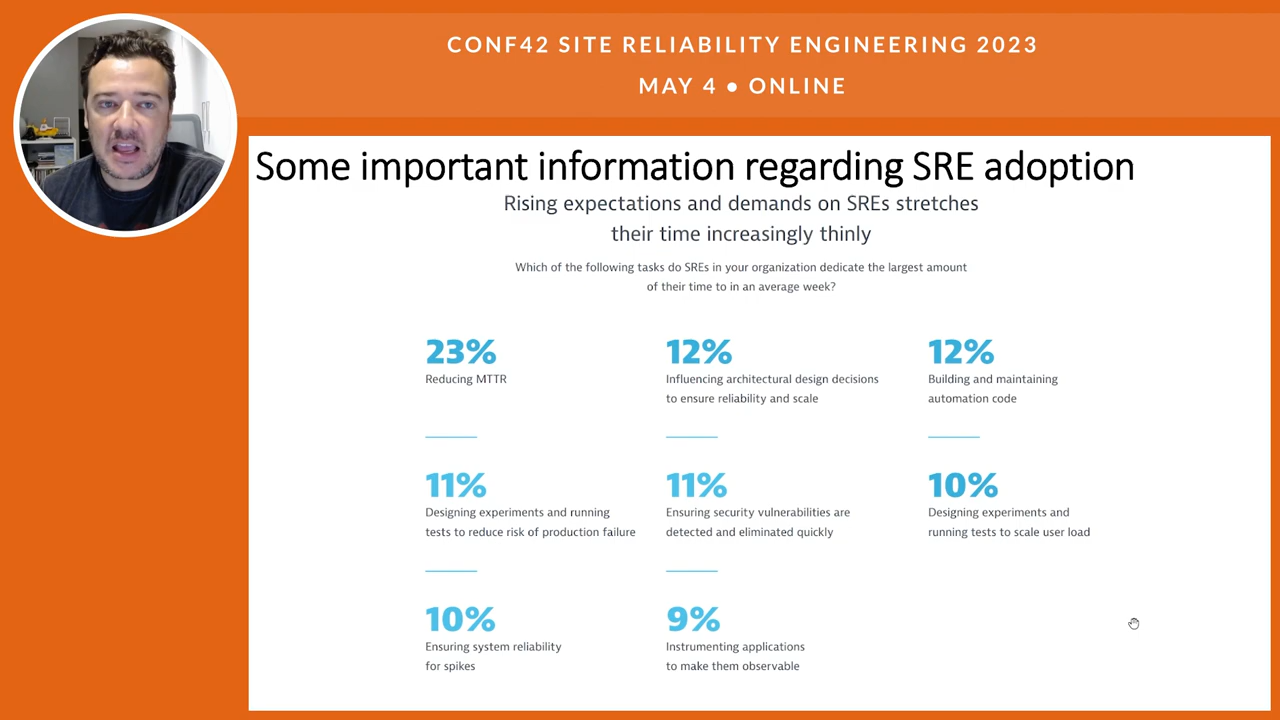 CONF42 SITE RELIABILITY ENGINEERING 2023
MAY 4 ● ONLINE
Some important information regarding SRE adoption
Rising expectations and demands on SREs stretches
their time increasingly thinly
Which of the following tasks do SREs in your organization dedicate the largest amount
of their time to in an average week?
23%
Reducing MTTR
12%
Influencing architectural design decisions
to ensure reliability and scale
12%
Building and maintaining
automation code
11%
Designing experiments and running
tests to reduce risk of production failure
11%
Ensuring security vulnerabilities are
detected and eliminated quickly
10%
Designing experiments and
running tests to scale user load
10%
Ensuring system reliability
for spikes
9%
Instrumenting applications
to make them observable